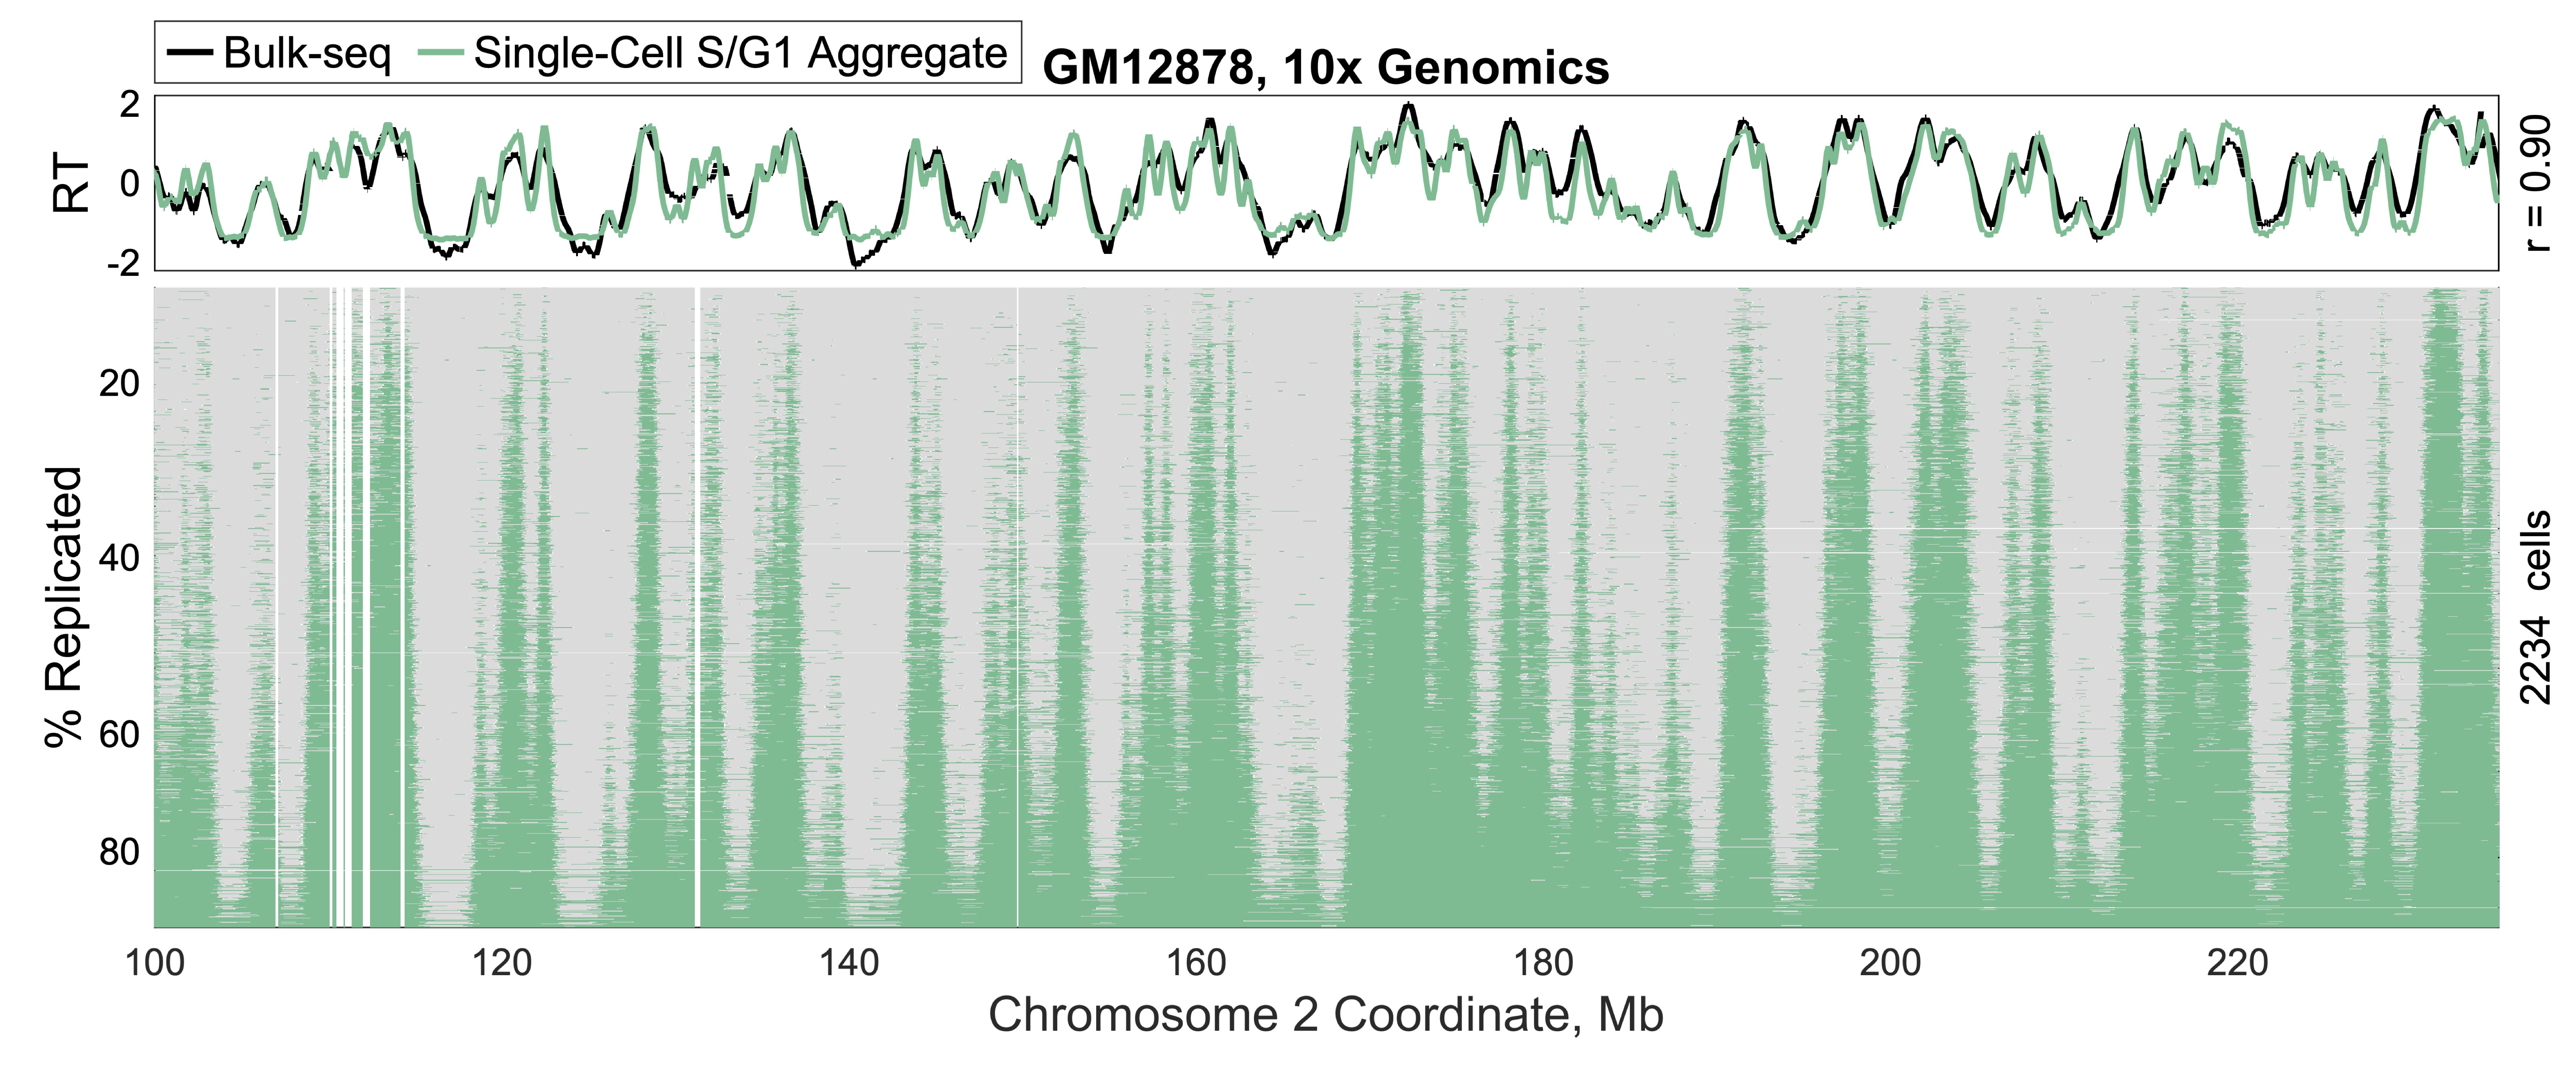 Bulk-seq Single-Cell S/G1 Aggregate
GM12878, 10x Genomics
2
0
-2
RT
r = 0.90
20
40
60
80
% Replicated
2234 cells
100 120 140 160 180 200 220
Chromosome 2 Coordinate, Mb